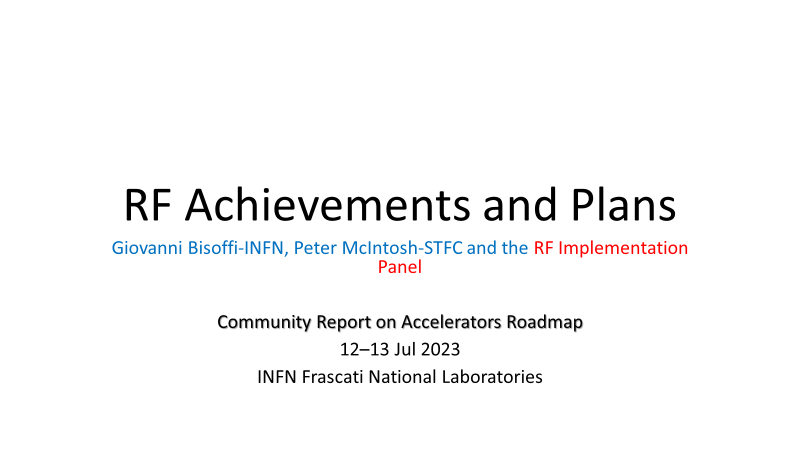 RF Achievements and Plans
Giovanni Bisoffi-INFN, Peter McIntosh-STFC and the RF Implementation
Panel
Community Report on Accelerators Roadmap
12–13 Jul 2023
INFN Frascati National Laboratories